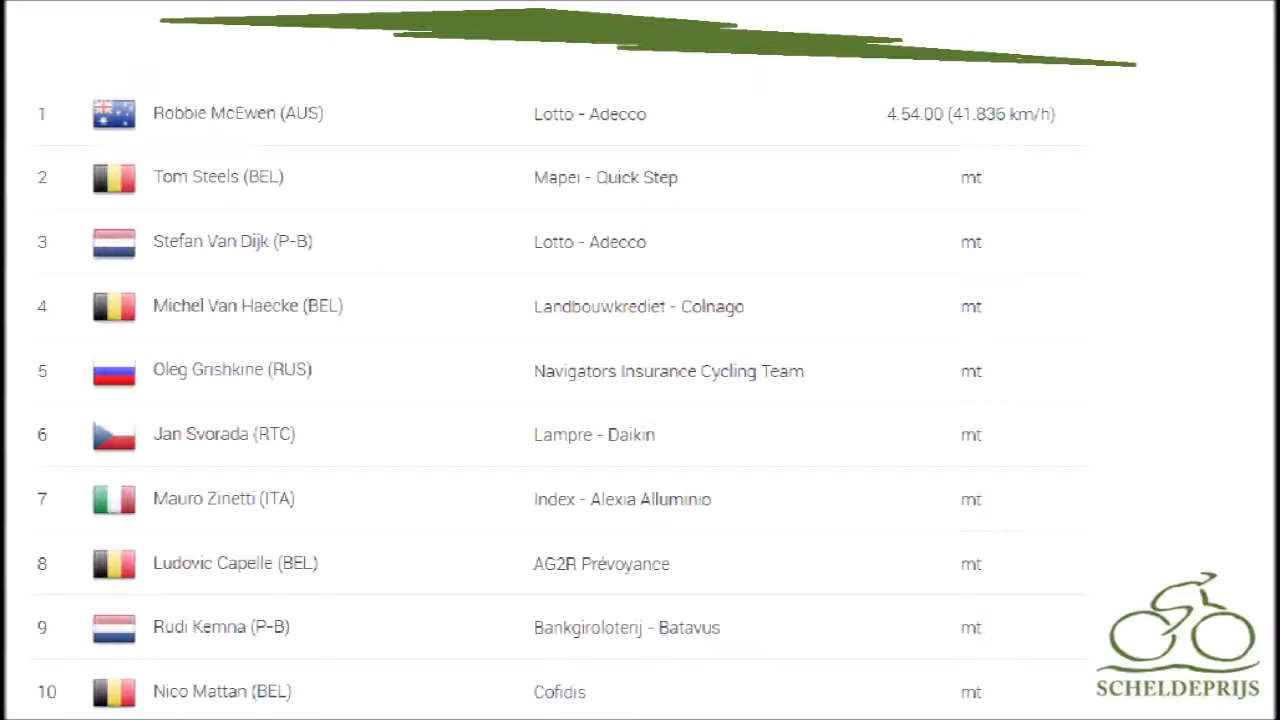 1 Robbie McEwen (AUS) Lotto - Adecco 4.54.00 (41.836 km/h)
2 Tom Steels (BEL) Mapei - Quick Step mt
3 Stefan Van Dijk (P-B) Lotto - Adecco mt
4 Michel Van Haecke (BEL) Landbouwkrediet - Colnago mt
5 Oleg Grishkine (RUS) Navigators Insurance Cycling Team mt
6 Jan Svorada (RTC) Lampre - Daikin mt
7 Mauro Zinetti (ITA) Index - Alexia Alluminio mt
8 Ludovic Capelle (BEL) AG2R Prévoyance mt
9 Rudi Kemna (P-B) Bankgiroloterij - Batavus mt
10 Nico Mattan (BEL) Cofidis mt
SCHELDEPRIJS